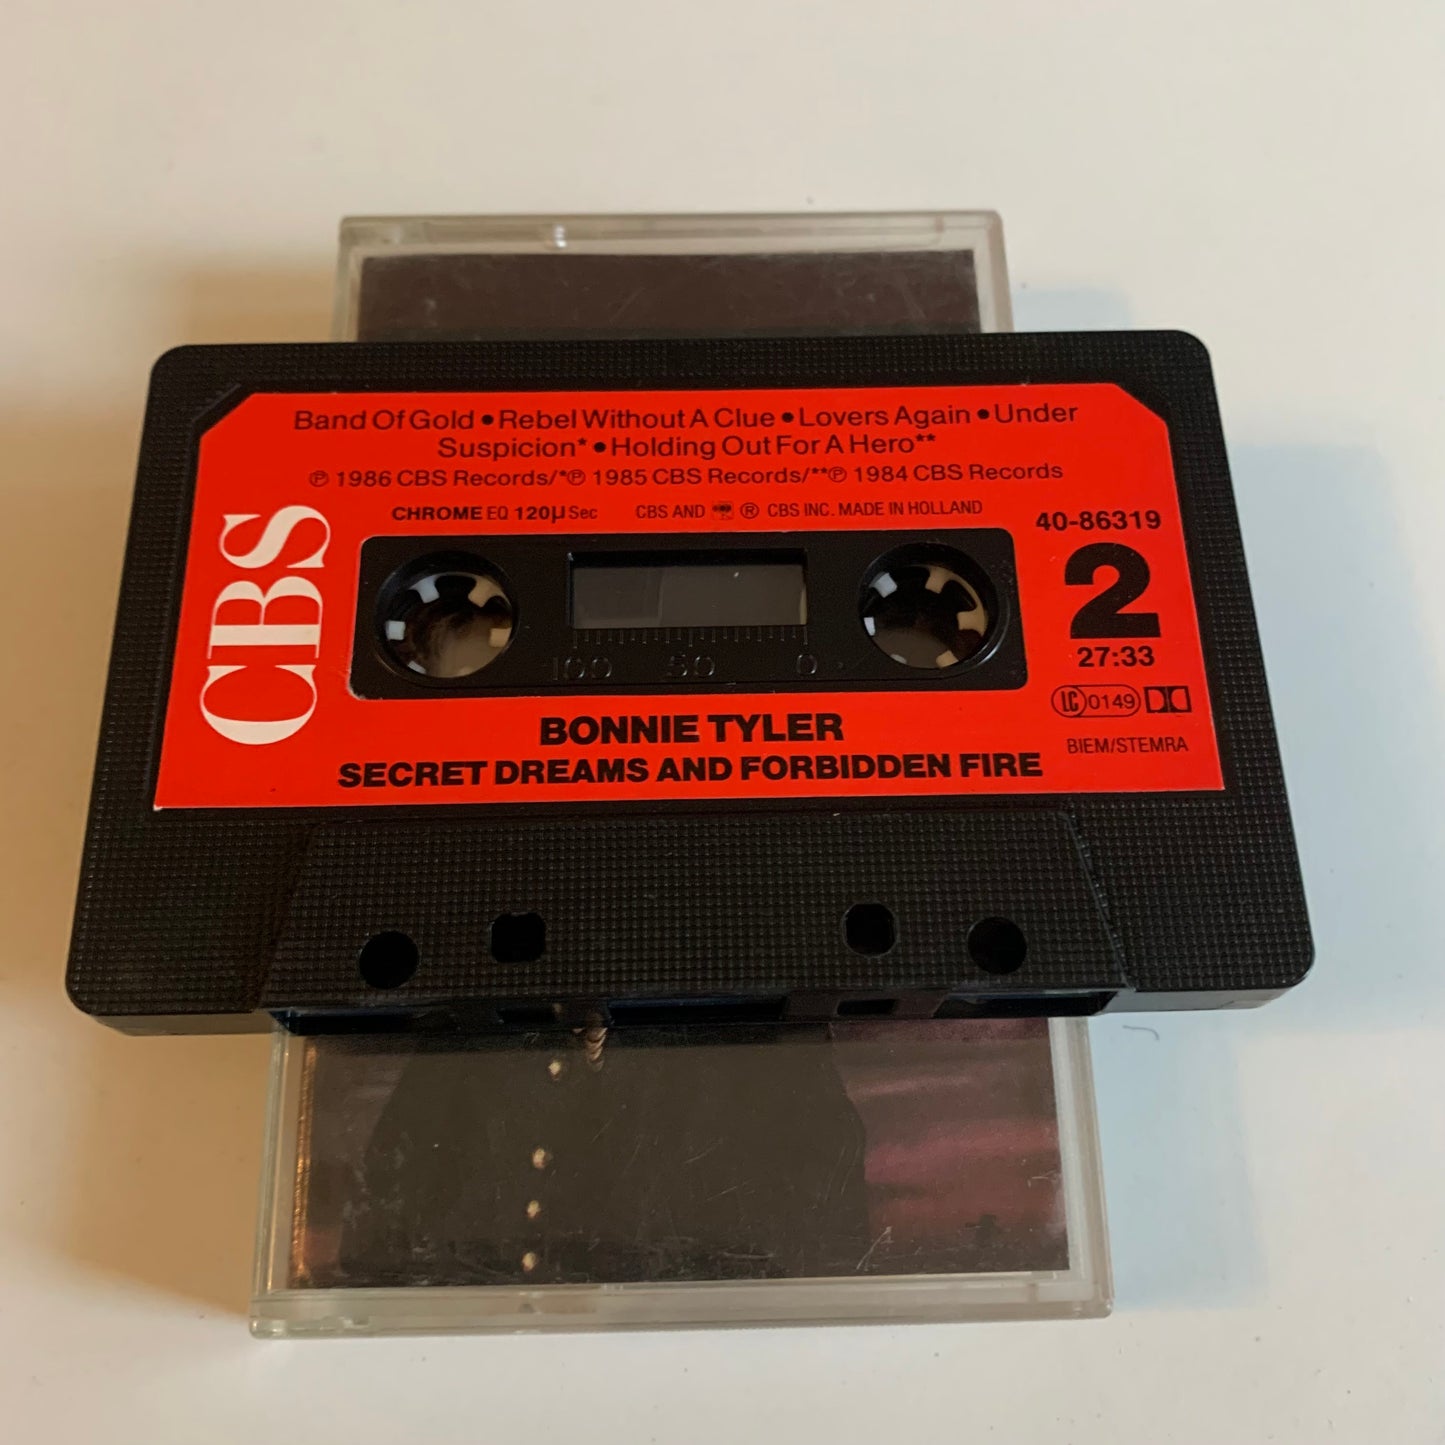 Band Of Gold • Rebel Without A Clue • Lovers Again • Under
Suspicion* • Holding Out For A Hero**
℗ 1986 CBS Records/*℗ 1985 CBS Records/**℗ 1984 CBS Records
CHROME EQ 120µ Sec CBS AND ® CBS INC. MADE IN HOLLAND
40-86319
CBS
2
100 50 0
27:33
LC 0149
BIEM/STEMRA
BONNIE TYLER
SECRET DREAMS AND FORBIDDEN FIRE